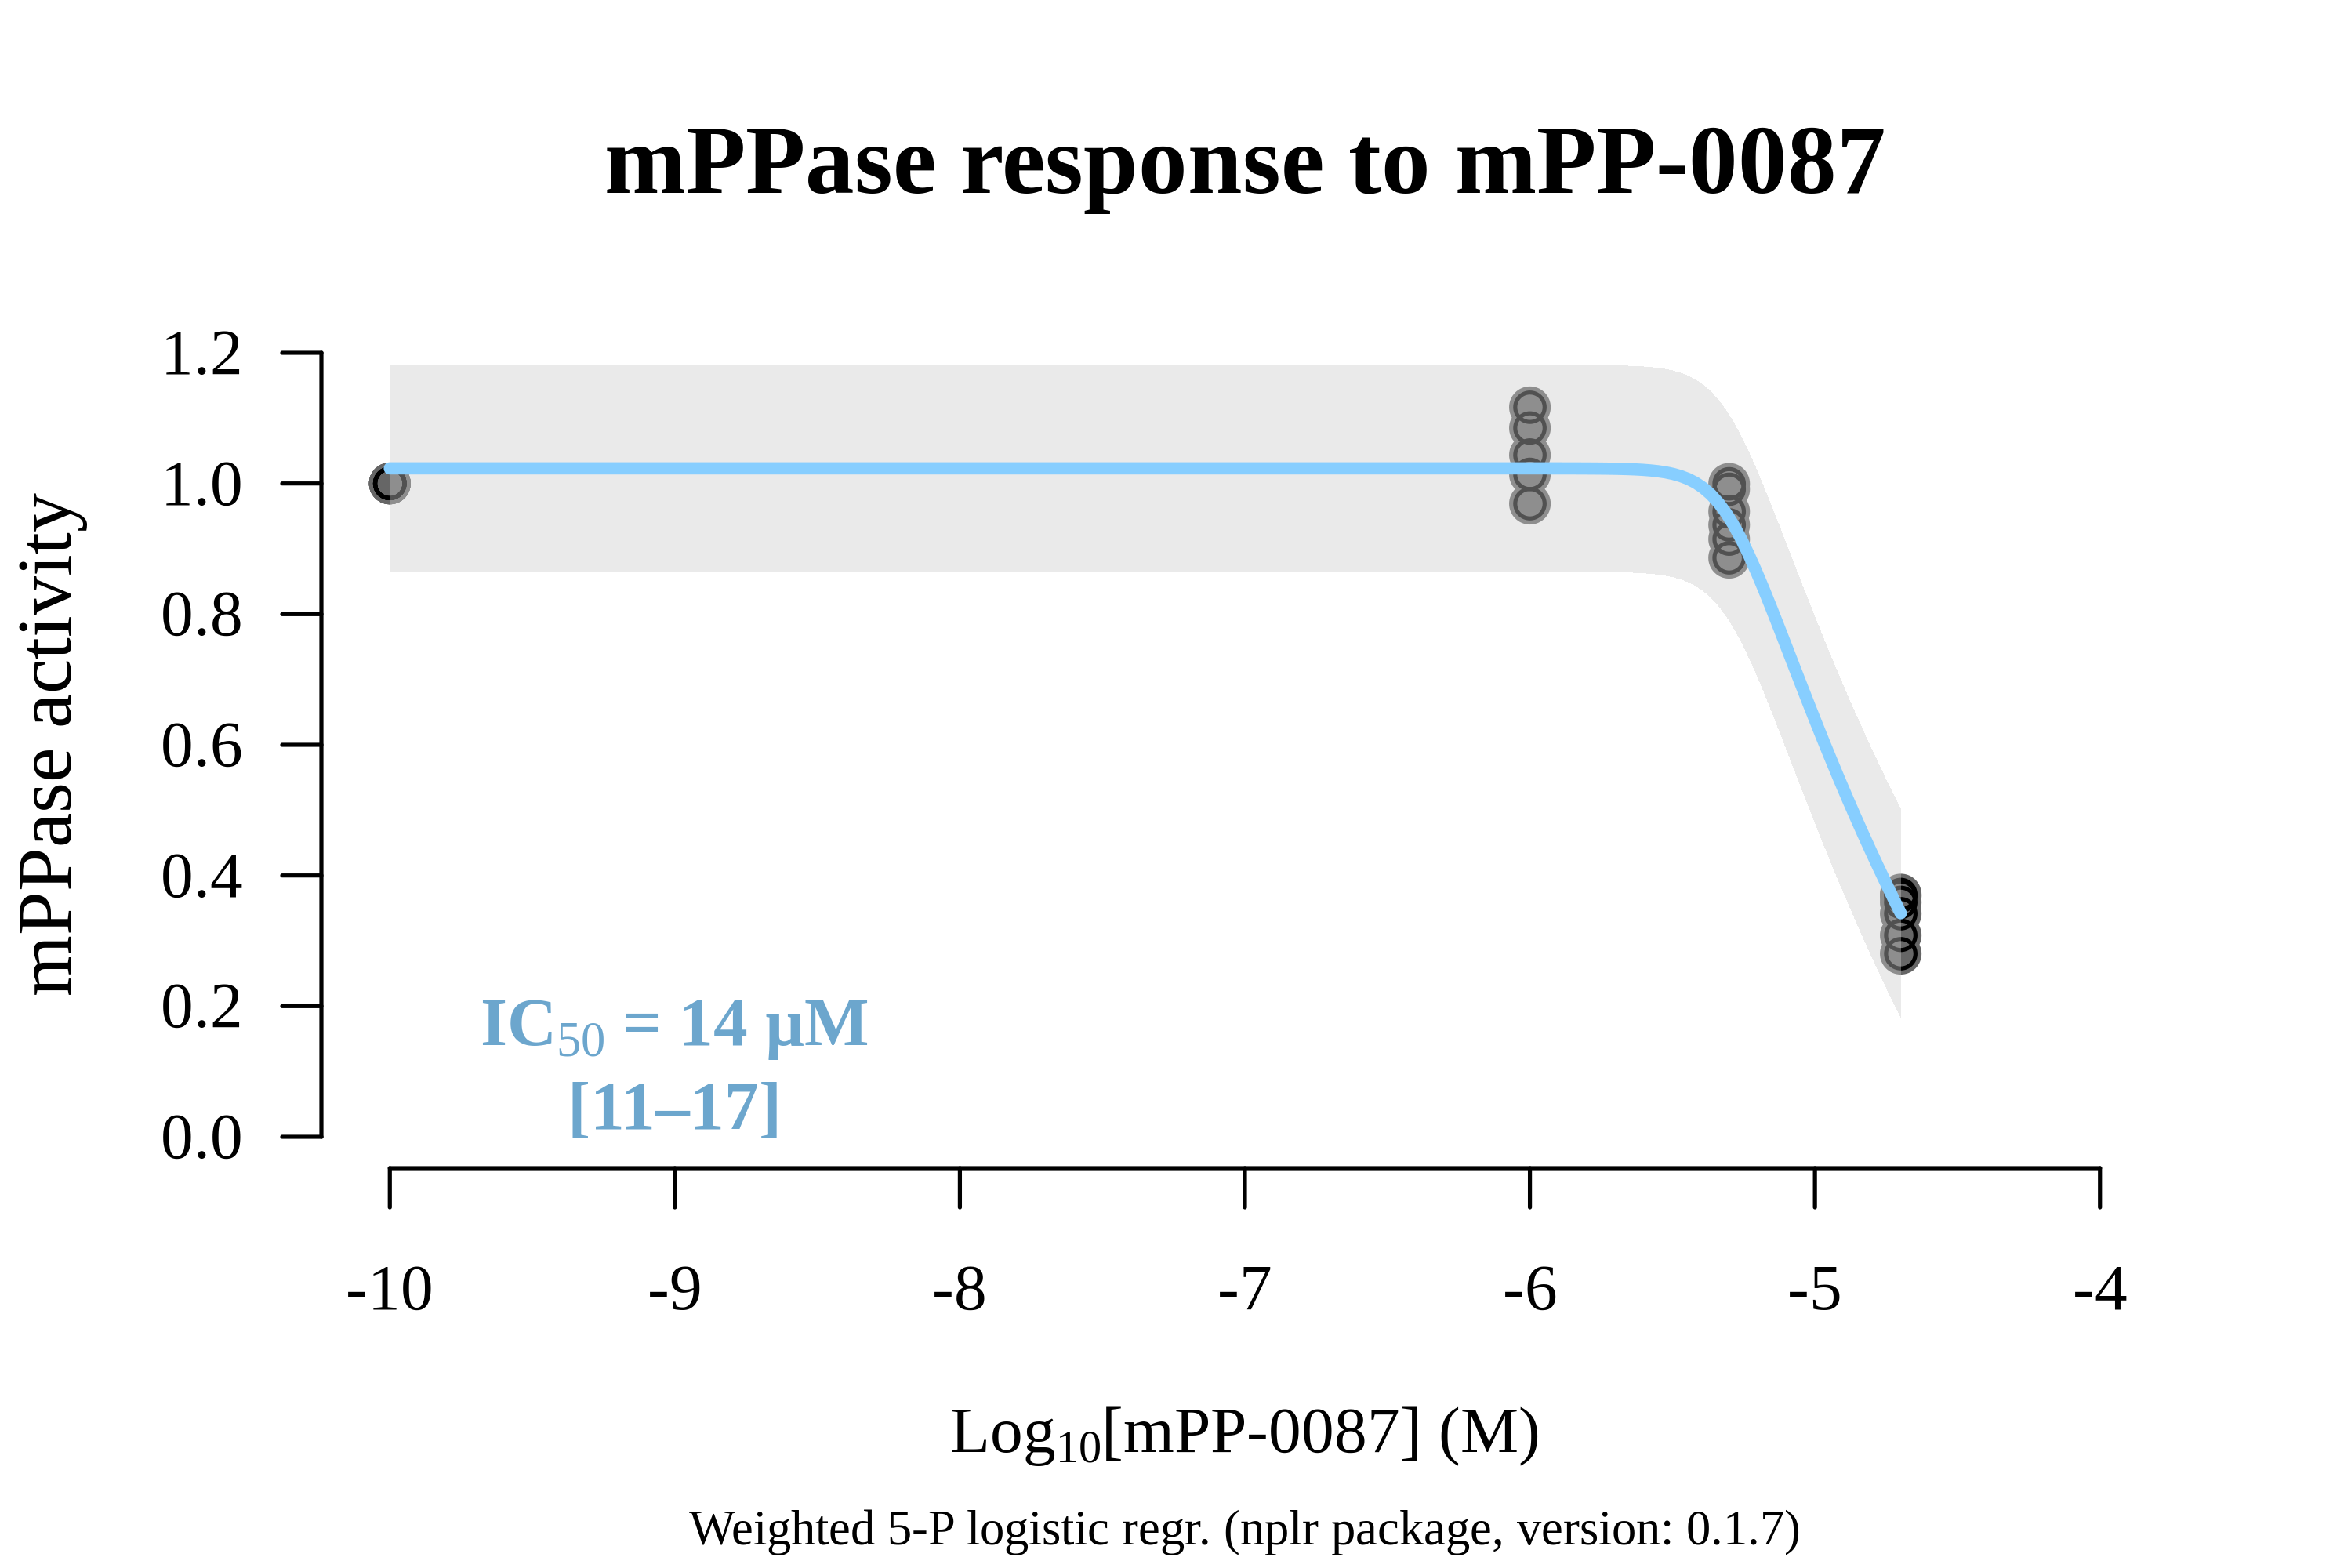 mPPase response to mPP-0087
mPPase activity
1.2
1.0
0.8
0.6
0.4
0.2
0.0
IC50 = 14 µM
[11–17]
-10 -9 -8 -7 -6 -5 -4
Log10[mPP-0087] (M)
Weighted 5-P logistic regr. (nplr package, version: 0.1.7)